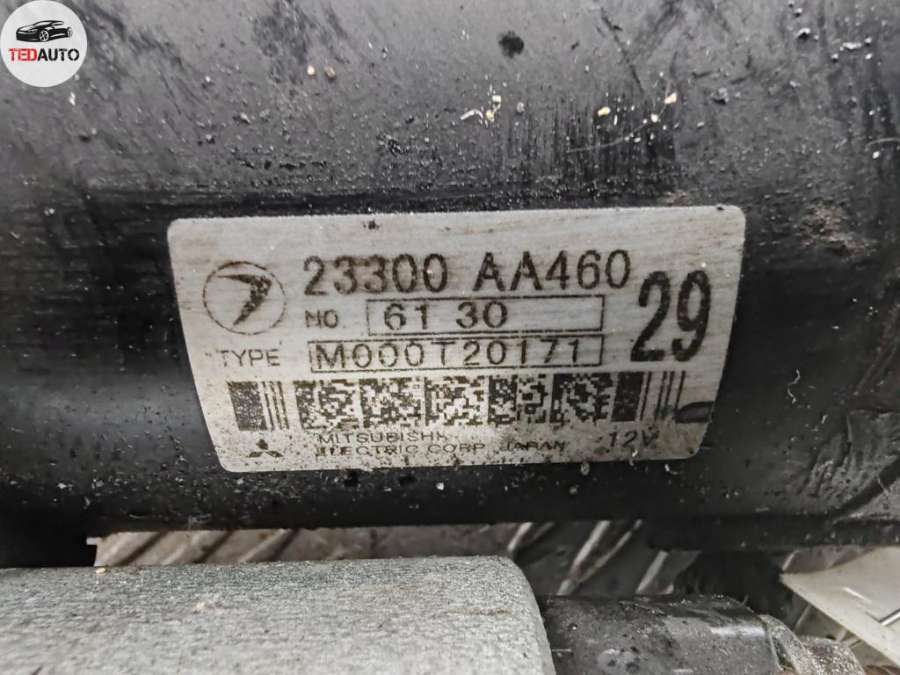 TEDAUTO
23300 AA460
NO. 61 30
29
TYPE M000T20171
MITSUBISHI
ELECTRIC CORP. JAPAN 12V